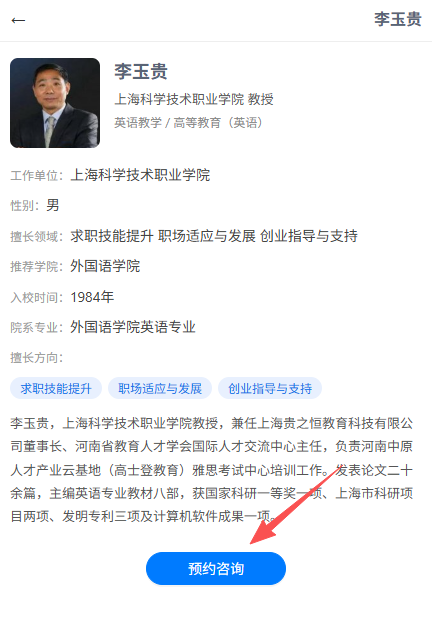 ← 李玉贵
李玉贵
上海科学技术职业学院 教授
英语教学 / 高等教育（英语）
工作单位：上海科学技术职业学院
性别：男
擅长领域：求职技能提升 职场适应与发展 创业指导与支持
推荐学院：外国语学院
入校时间：1984年
院系专业：外国语学院英语专业
擅长方向：
求职技能提升 职场适应与发展 创业指导与支持
李玉贵，上海科学技术职业学院教授，兼任上海贵之恒教育科技有限公
司董事长、河南省教育人才学会国际人才交流中心主任，负责河南中原
人才产业云基地（高士登教育）雅思考试中心培训工作。发表论文二十
余篇，主编英语专业教材八部，获国家科研一等奖一项、上海市科研项
目两项、发明专利三项及计算机软件成果一项。
预约咨询